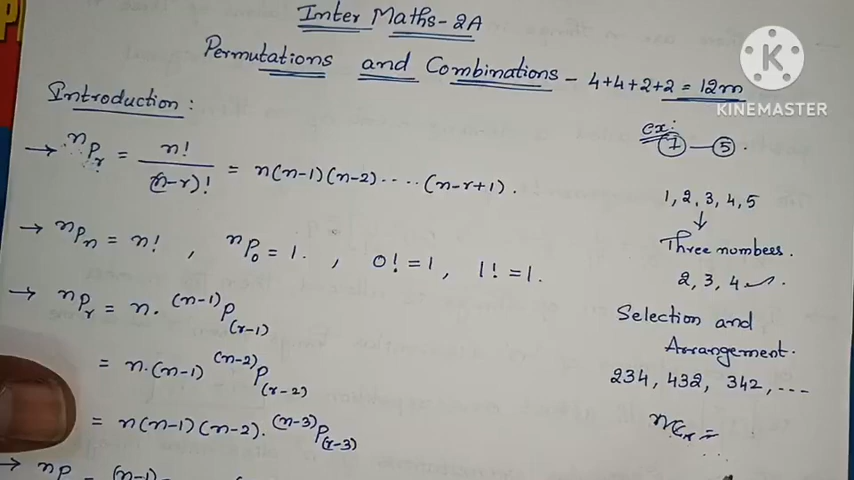 Inter Maths-2A
Permutations and Combinations - 4+4+2+2 = 12m
K
KINEMASTER
Introduction :
→ nPr = n!/(n-r)! = n(n-1)(n-2)....(n-r+1).
→ nPn = n! , nP0 = 1. , 0! = 1, 1! = 1.
→ nPr = n. (n-1)P(r-1)
= n.(n-1) (n-2)P(r-2)
= n(n-1)(n-2). (n-3)P(r-3)
ex:
1 — 5.
1, 2, 3, 4, 5
↓
Three numbers.
2, 3, 4
Selection and
Arrangement.
234, 432, 342, ....
nCr =